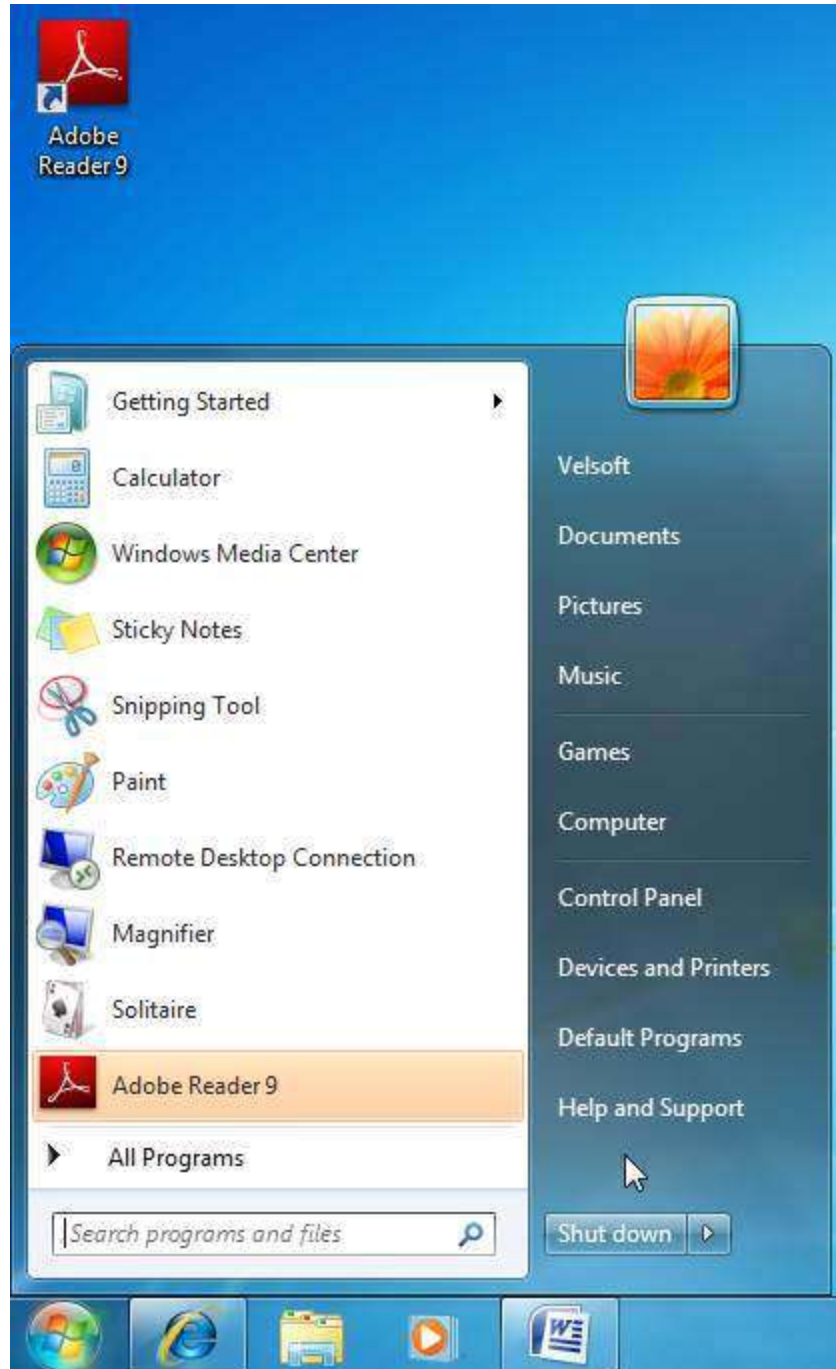 Adobe
Reader 9
Getting Started
Calculator
Windows Media Center
Sticky Notes
Snipping Tool
Paint
Remote Desktop Connection
Magnifier
Solitaire
Adobe Reader 9
All Programs
Search programs and files
Velsoft
Documents
Pictures
Music
Games
Computer
Control Panel
Devices and Printers
Default Programs
Help and Support
Shut down